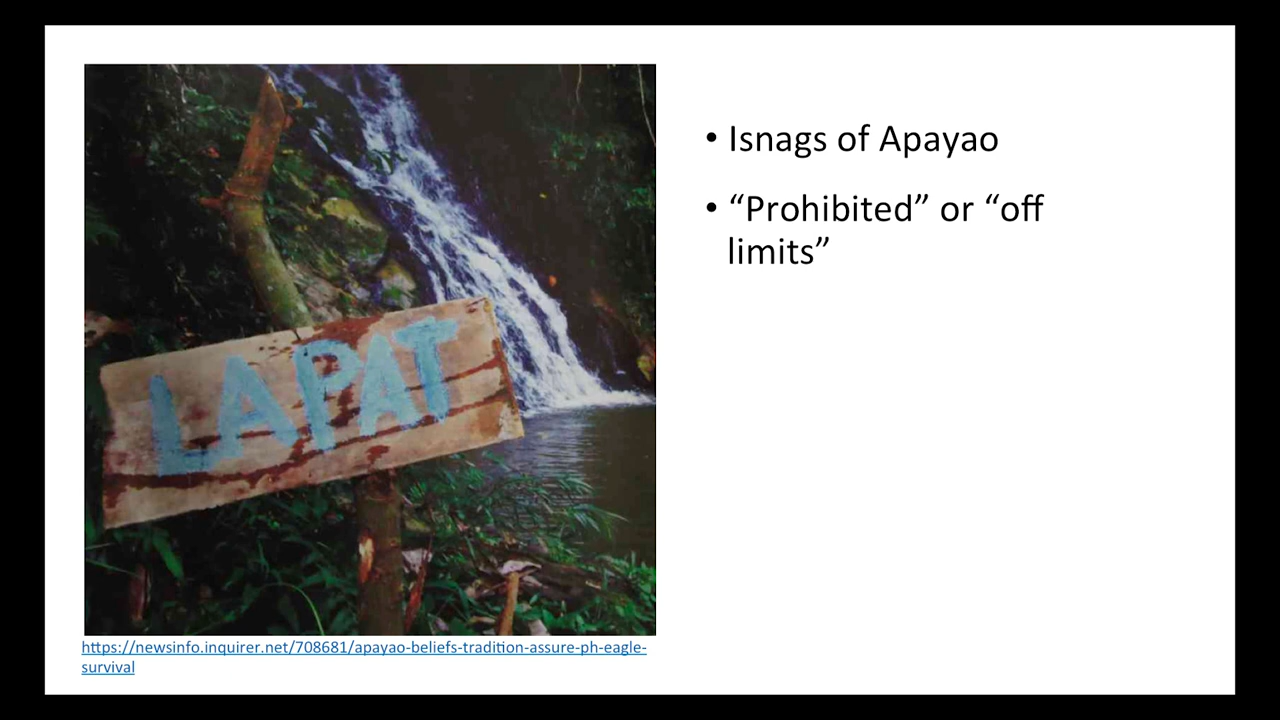 LAPAT
https://newsinfo.inquirer.net/708681/apayao-beliefs-tradition-assure-ph-eagle-
survival
• Isnags of Apayao
• “Prohibited” or “off
limits”